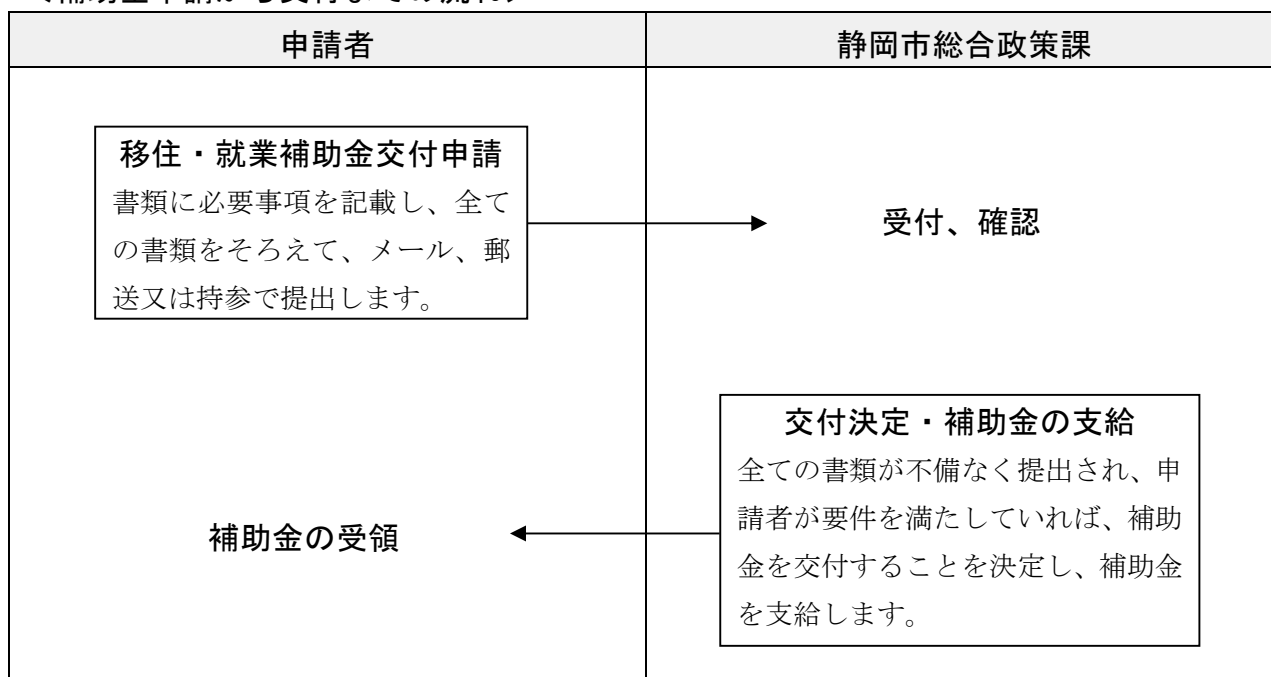 申請者
静岡市総合政策課
移住・就業補助金交付申請
書類に必要事項を記載し、全て
の書類をそろえて、メール、郵
送又は持参で提出します。
受付、確認
交付決定・補助金の支給
全ての書類が不備なく提出され、申
請者が要件を満たしていれば、補助
金を交付することを決定し、補助金
を支給します。
補助金の受領